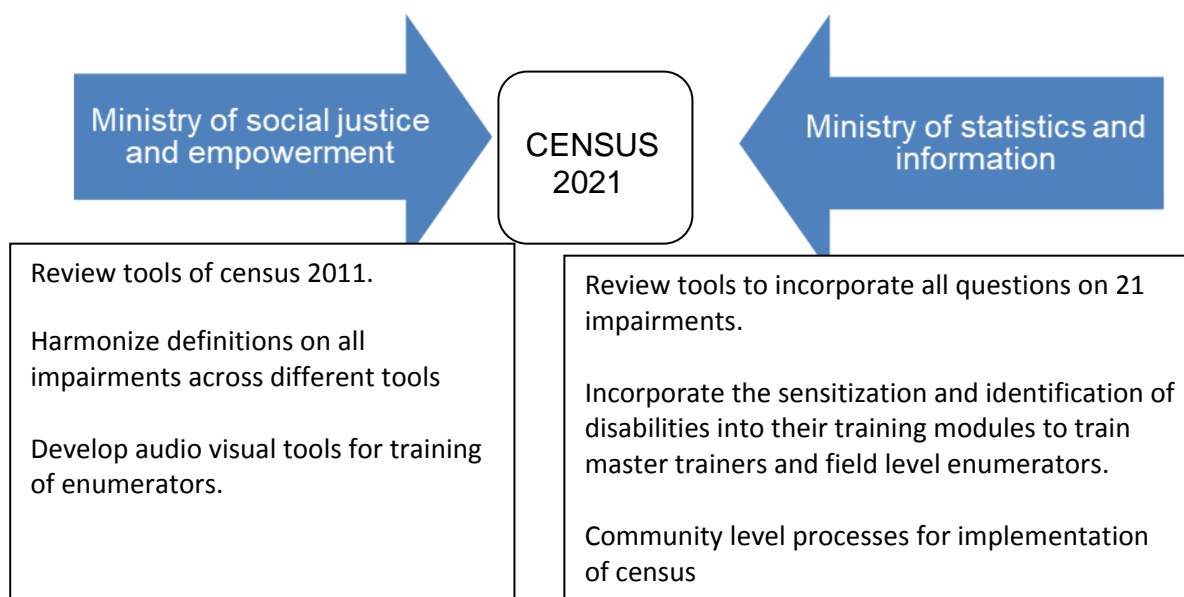 Ministry of social justice
and empowerment
CENSUS
2021
Ministry of statistics and
information
Review tools of census 2011.
Harmonize definitions on all
impairments across different tools
Develop audio visual tools for training
of enumerators.
Review tools to incorporate all questions on 21
impairments.
Incorporate the sensitization and identification of
disabilities into their training modules to train
master trainers and field level enumerators.
Community level processes for implementation
of census